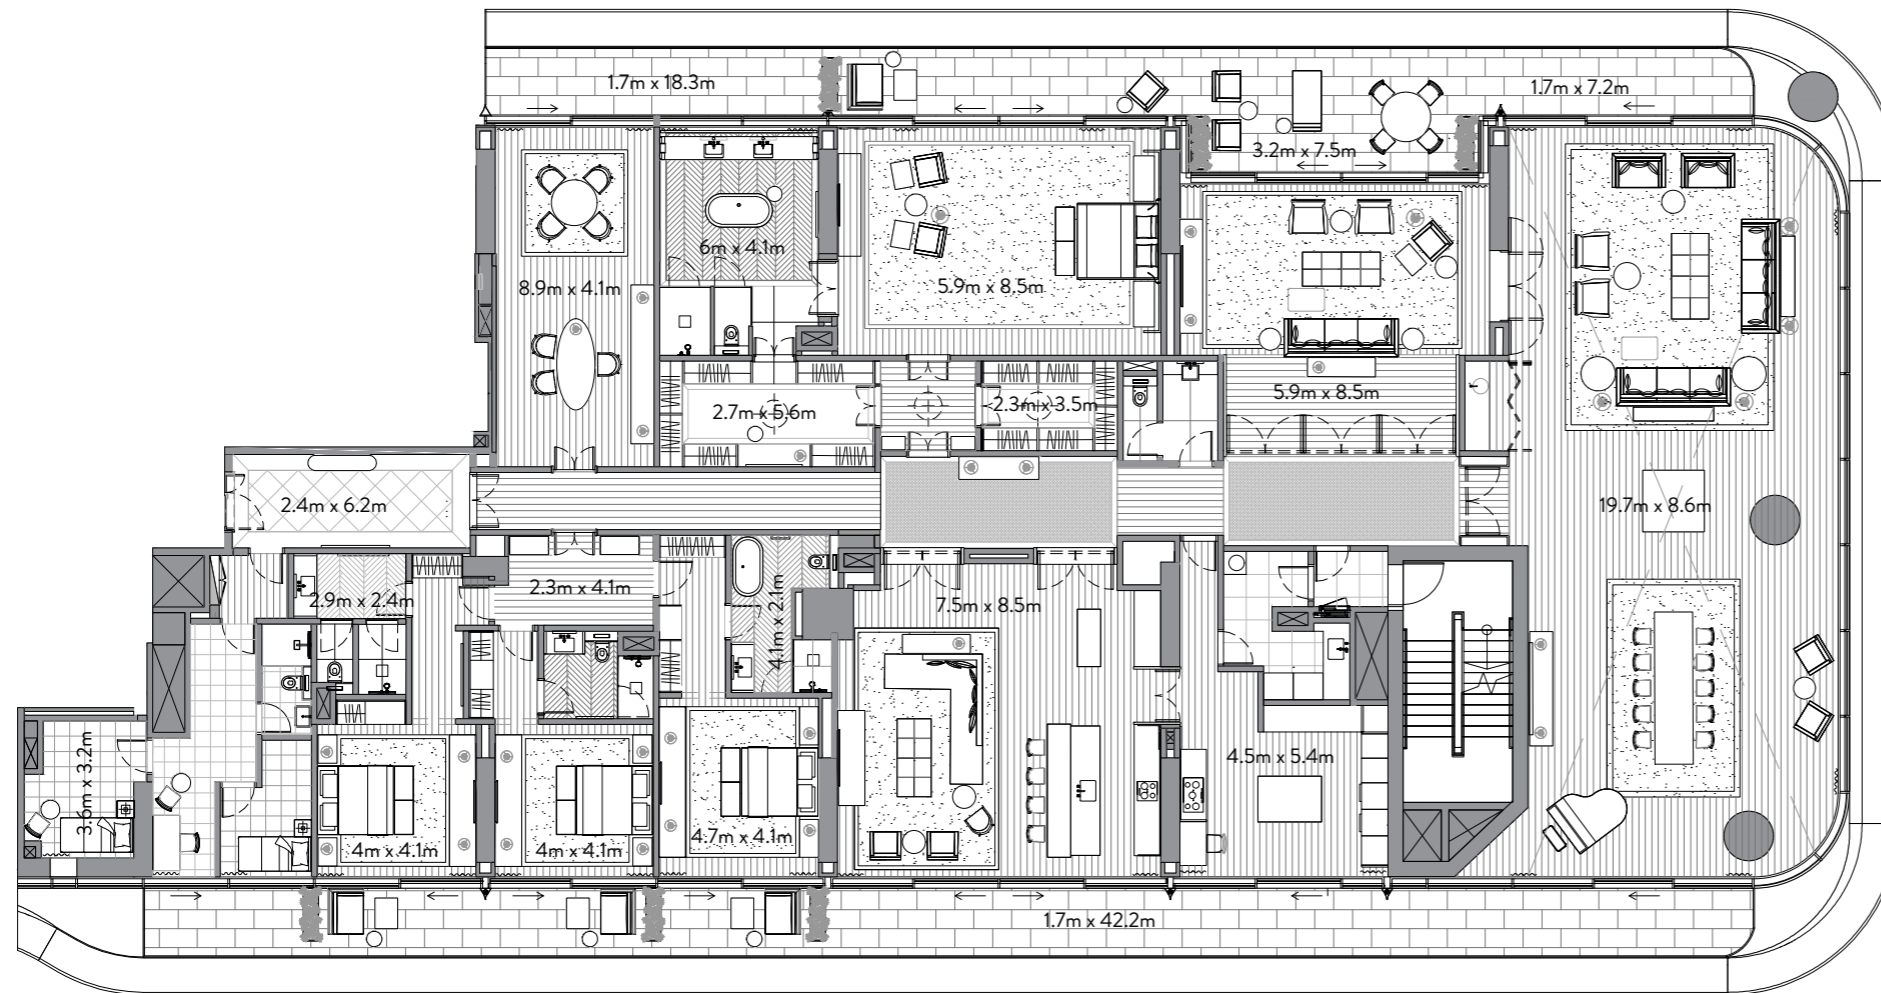 1.7m x 18.3m
1.7m x 7.2m
3.2m x 7.5m
6m x 4.1m
8.9m x 4.1m
5.9m x 8.5m
5.9m x 8.5m
2.7m x 5.6m
2.3m x 3.5m
2.4m x 6.2m
19.7m x 8.6m
2.9m x 2.4m
2.3m x 4.1m
4.1m x 2.1m
7.5m x 8.5m
3.6m x 3.2m
4.5m x 5.4m
4m x 4.1m
4m x 4.1m
4.7m x 4.1m
1.7m x 42.2m